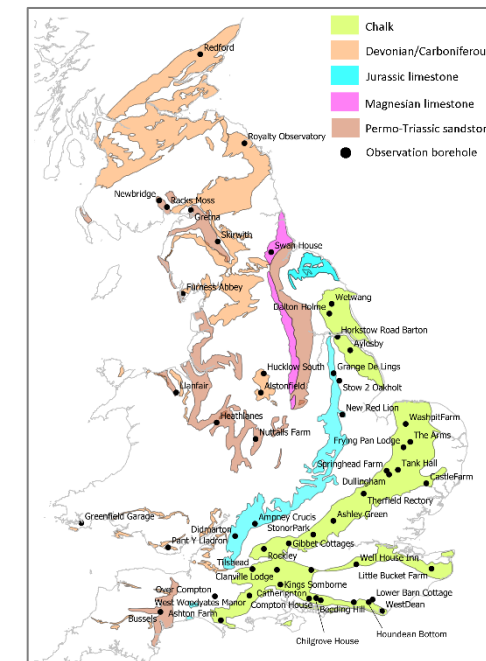 Chalk
Devonian/Carboniferou
Jurassic limestone
Magnesian limestone
Permo-Triassic sandston
Observation borehole
Redford
Royalty Observatory
Newbridge
Racks Moss
Gretna
Skirwith
Swan House
Furness Abbey
Wetwang
Dalton Holme
Horkstow Road Barton
Aylesby
Hucklow South
Grange De Lings
Alstonfield
Stow 2 Oakholt
Llanfair
New Red Lion
Heathlanes
WashpitFarm
Nuttalls Farm
Frying Pan Lodge
The Arms
Springhead Farm
Tank Hall
Dullingham
CastleFarm
Therfield Rectory
Greenfield Garage
Ampney Crucis
Ashley Green
Didmarton
StonorPark
Pant Y Lladron
Gibbet Cottages
Rockley
Tilshead
Well House Inn
Clanville Lodge
Little Bucket Farm
Over Compton
Kings Somborne
West Woodyates Manor
Catherington
Lower Barn Cottage
Ashton Farm
Compton House
Beeding Hill
WestDean
Bussels
Houndean Bottom
Chilgrove House